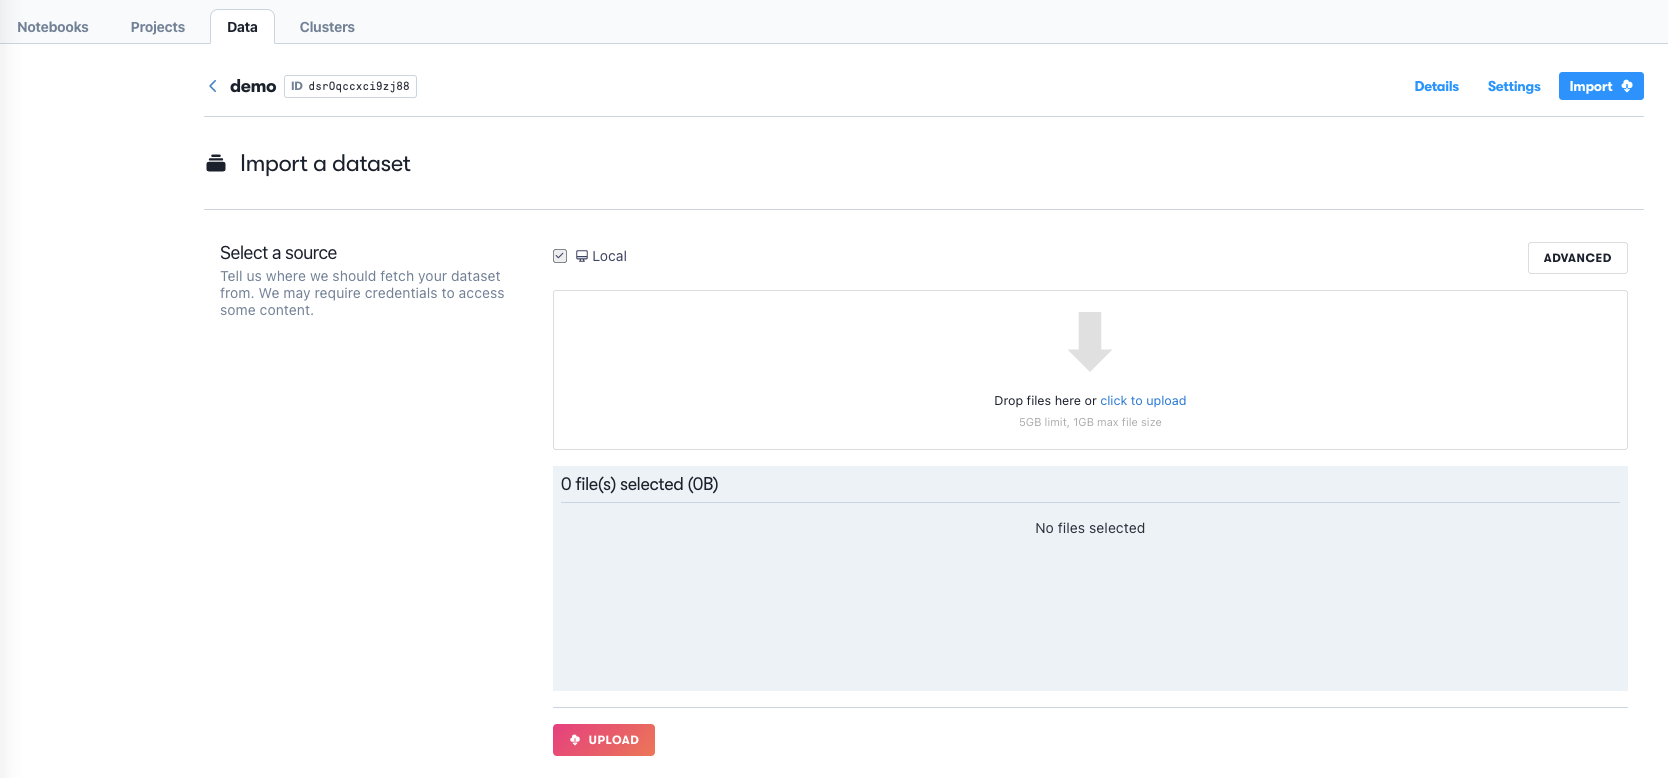 Notebooks Projects Data Clusters
demo ID dsr0qccxci9zj88 Details Settings Import
Import a dataset
Select a source
Tell us where we should fetch your dataset
from. We may require credentials to access
some content.
Local
ADVANCED
Drop files here or click to upload
5GB limit, 1GB max file size
0 file(s) selected (0B)
No files selected
UPLOAD